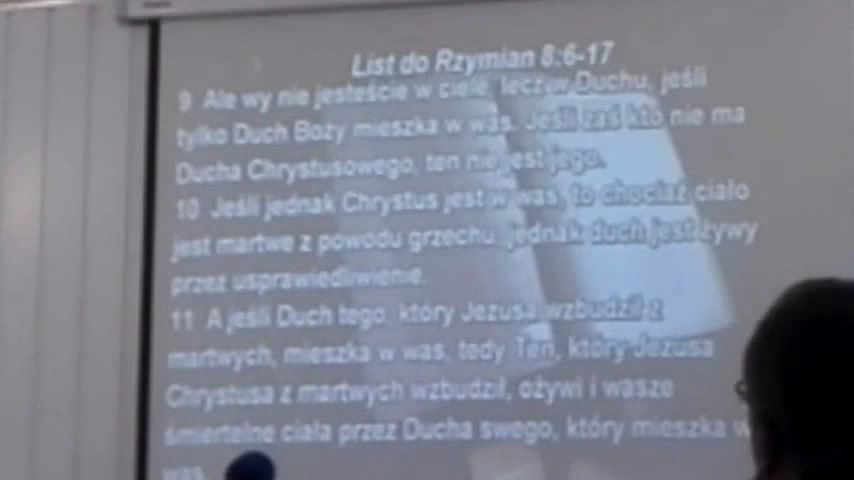 List do Rzymian 8:6-17
9 Ale wy nie jesteście w ciele, lecz w Duchu, jeśli
tylko Duch Boży mieszka w was. Jeśli zaś kto nie ma
Ducha Chrystusowego, ten nie jest jego.
10 Jeśli jednak Chrystus jest w was, to chociaż ciało
jest martwe z powodu grzechu, jednak duch jest żywy
przez usprawiedliwienie.
11 A jeśli Duch tego, który Jezusa wzbudził z
martwych, mieszka w was, tedy Ten, który Jezusa
Chrystusa z martwych wzbudził, ożywi i wasze
śmiertelne ciała przez Ducha swego, który mieszka w
was.